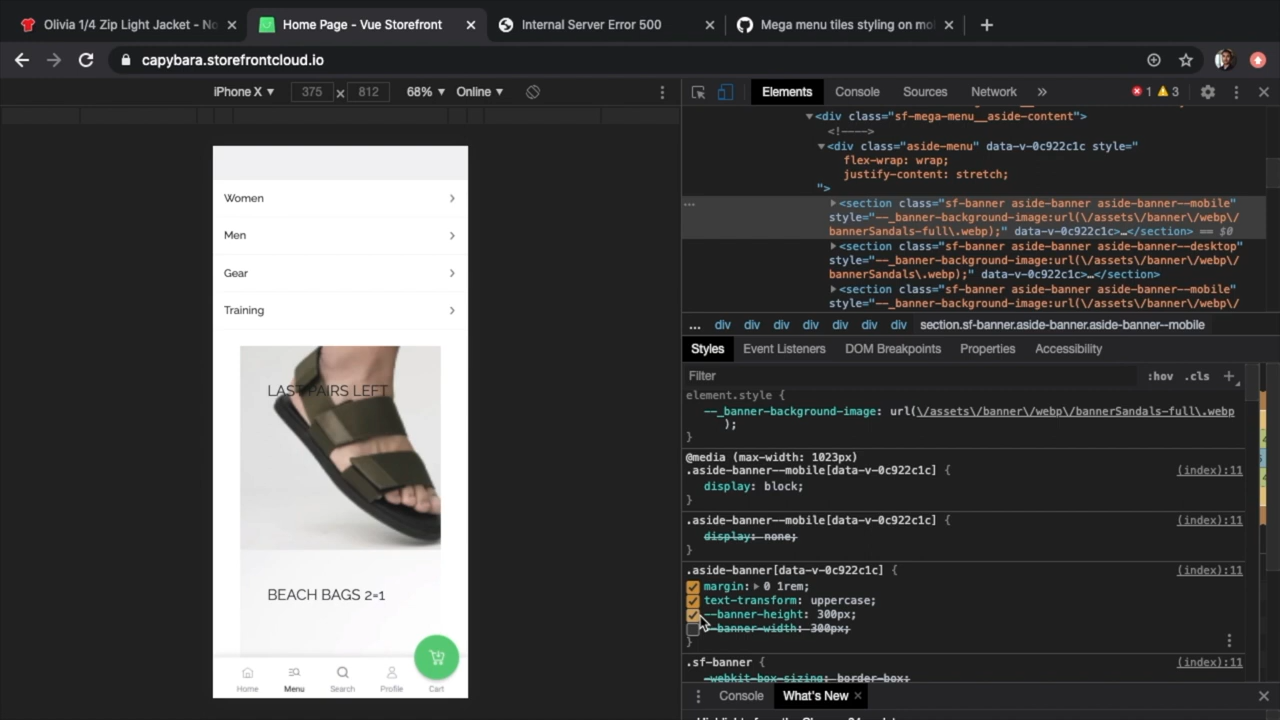 Olivia 1/4 Zip Light Jacket - No
Home Page - Vue Storefront
Internal Server Error 500
Mega menu tiles styling on mo
capybara.storefrontcloud.io
iPhone X ▼ 375 × 812 68% ▼ Online ▼
Elements Console Sources Network » 1 3
▼<div class="sf-mega-menu__aside-content">
<!---->
▼<div class="aside-menu" data-v-0c922c1c style="
flex-wrap: wrap;
justify-content: stretch;
">
… ▶<section class="sf-banner aside-banner aside-banner--mobile"
style="--_banner-background-image:url(\/assets\/banner\/webp\/
bannerSandals-full\.webp);" data-v-0c922c1c>…</section> == $0
▶<section class="sf-banner aside-banner aside-banner--desktop"
style="--_banner-background-image:url(\/assets\/banner\/webp\/
bannerSandals\.webp);" data-v-0c922c1c>…</section>
▶<section class="sf-banner aside-banner aside-banner--mobile"
style="--_banner-background-image:url(\/assets\/banner\/webp\/
... div div div div div div div section.sf-banner.aside-banner.aside-banner--mobile
Styles Event Listeners DOM Breakpoints Properties Accessibility
Filter :hov .cls +
element.style {
--_banner-background-image: url(\/assets\/banner\/webp\/bannerSandals-full\.webp
);
}
@media (max-width: 1023px)
.aside-banner--mobile[data-v-0c922c1c] { (index):11
display: block;
}
.aside-banner--mobile[data-v-0c922c1c] { (index):11
display: none;
}
.aside-banner[data-v-0c922c1c] { (index):11
margin:▶ 0 1rem;
text-transform: uppercase;
--banner-height: 300px;
--banner-width: 300px;
}
.sf-banner { (index):11
-webkit-box-sizing: border-box;
Console What's New ×
Women
Men
Gear
Training
LAST PAIRS LEFT
BEACH BAGS 2=1
Home Menu Search Profile Cart